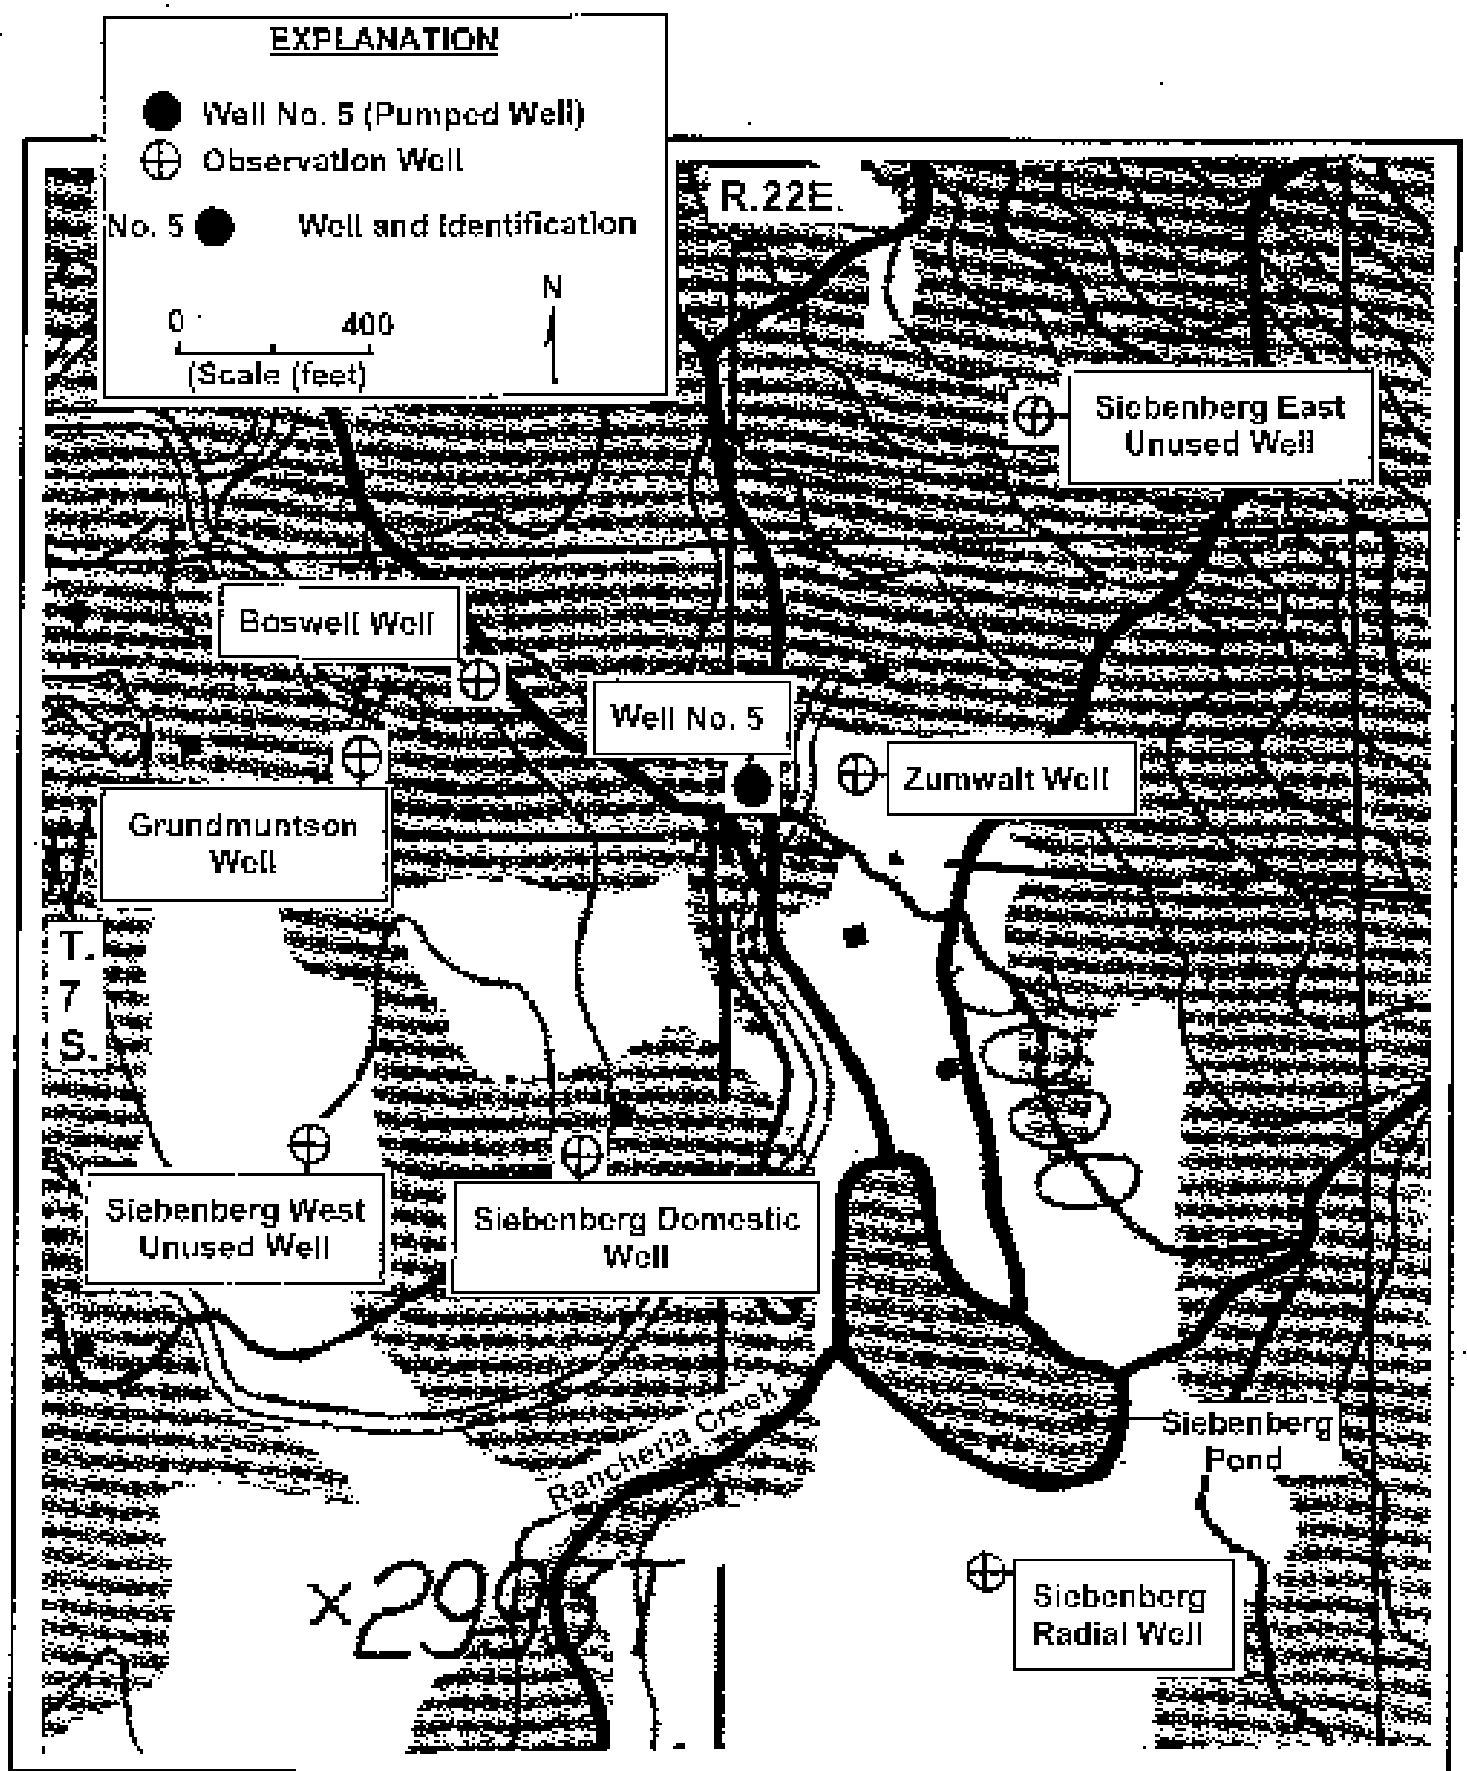 EXPLANATION
Well No. 5 (Pumped Well)
Observation Well
No. 5 Well and Identification
N
0 400
(Scale (feet)
R.22E.
Siebenberg East
Unused Well
Boswell Well
Well No. 5
Zumwalt Well
Grundmuntson
Well
T.
7
S.
Siebenberg West
Unused Well
Siebenberg Domestic
Well
Rancheria Creek
Siebenberg
Pond
x2993T
Siebenberg
Radial Well